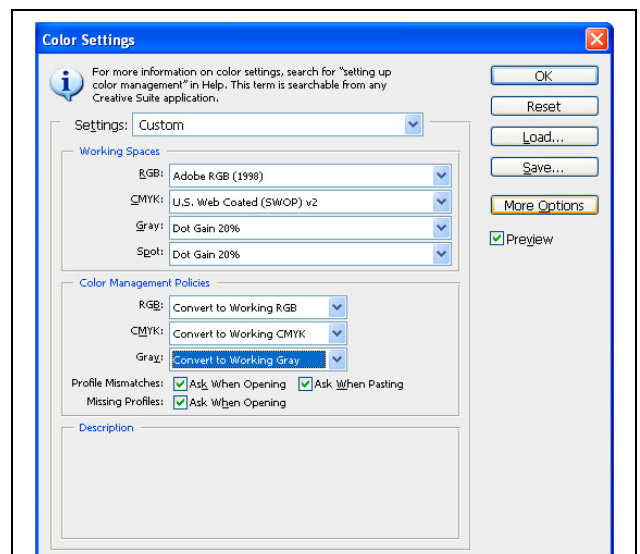 Color Settings
For more information on color settings, search for "setting up
color management" in Help. This term is searchable from any
Creative Suite application.
OK
Reset
Settings: Custom
Load...
Working Spaces
Save...
RGB: Adobe RGB (1998)
CMYK: U.S. Web Coated (SWOP) v2
More Options
Gray: Dot Gain 20%
Preview
Spot: Dot Gain 20%
Color Management Policies
RGB: Convert to Working RGB
CMYK: Convert to Working CMYK
Gray: Convert to Working Gray
Profile Mismatches: Ask When Opening Ask When Pasting
Missing Profiles: Ask When Opening
Description